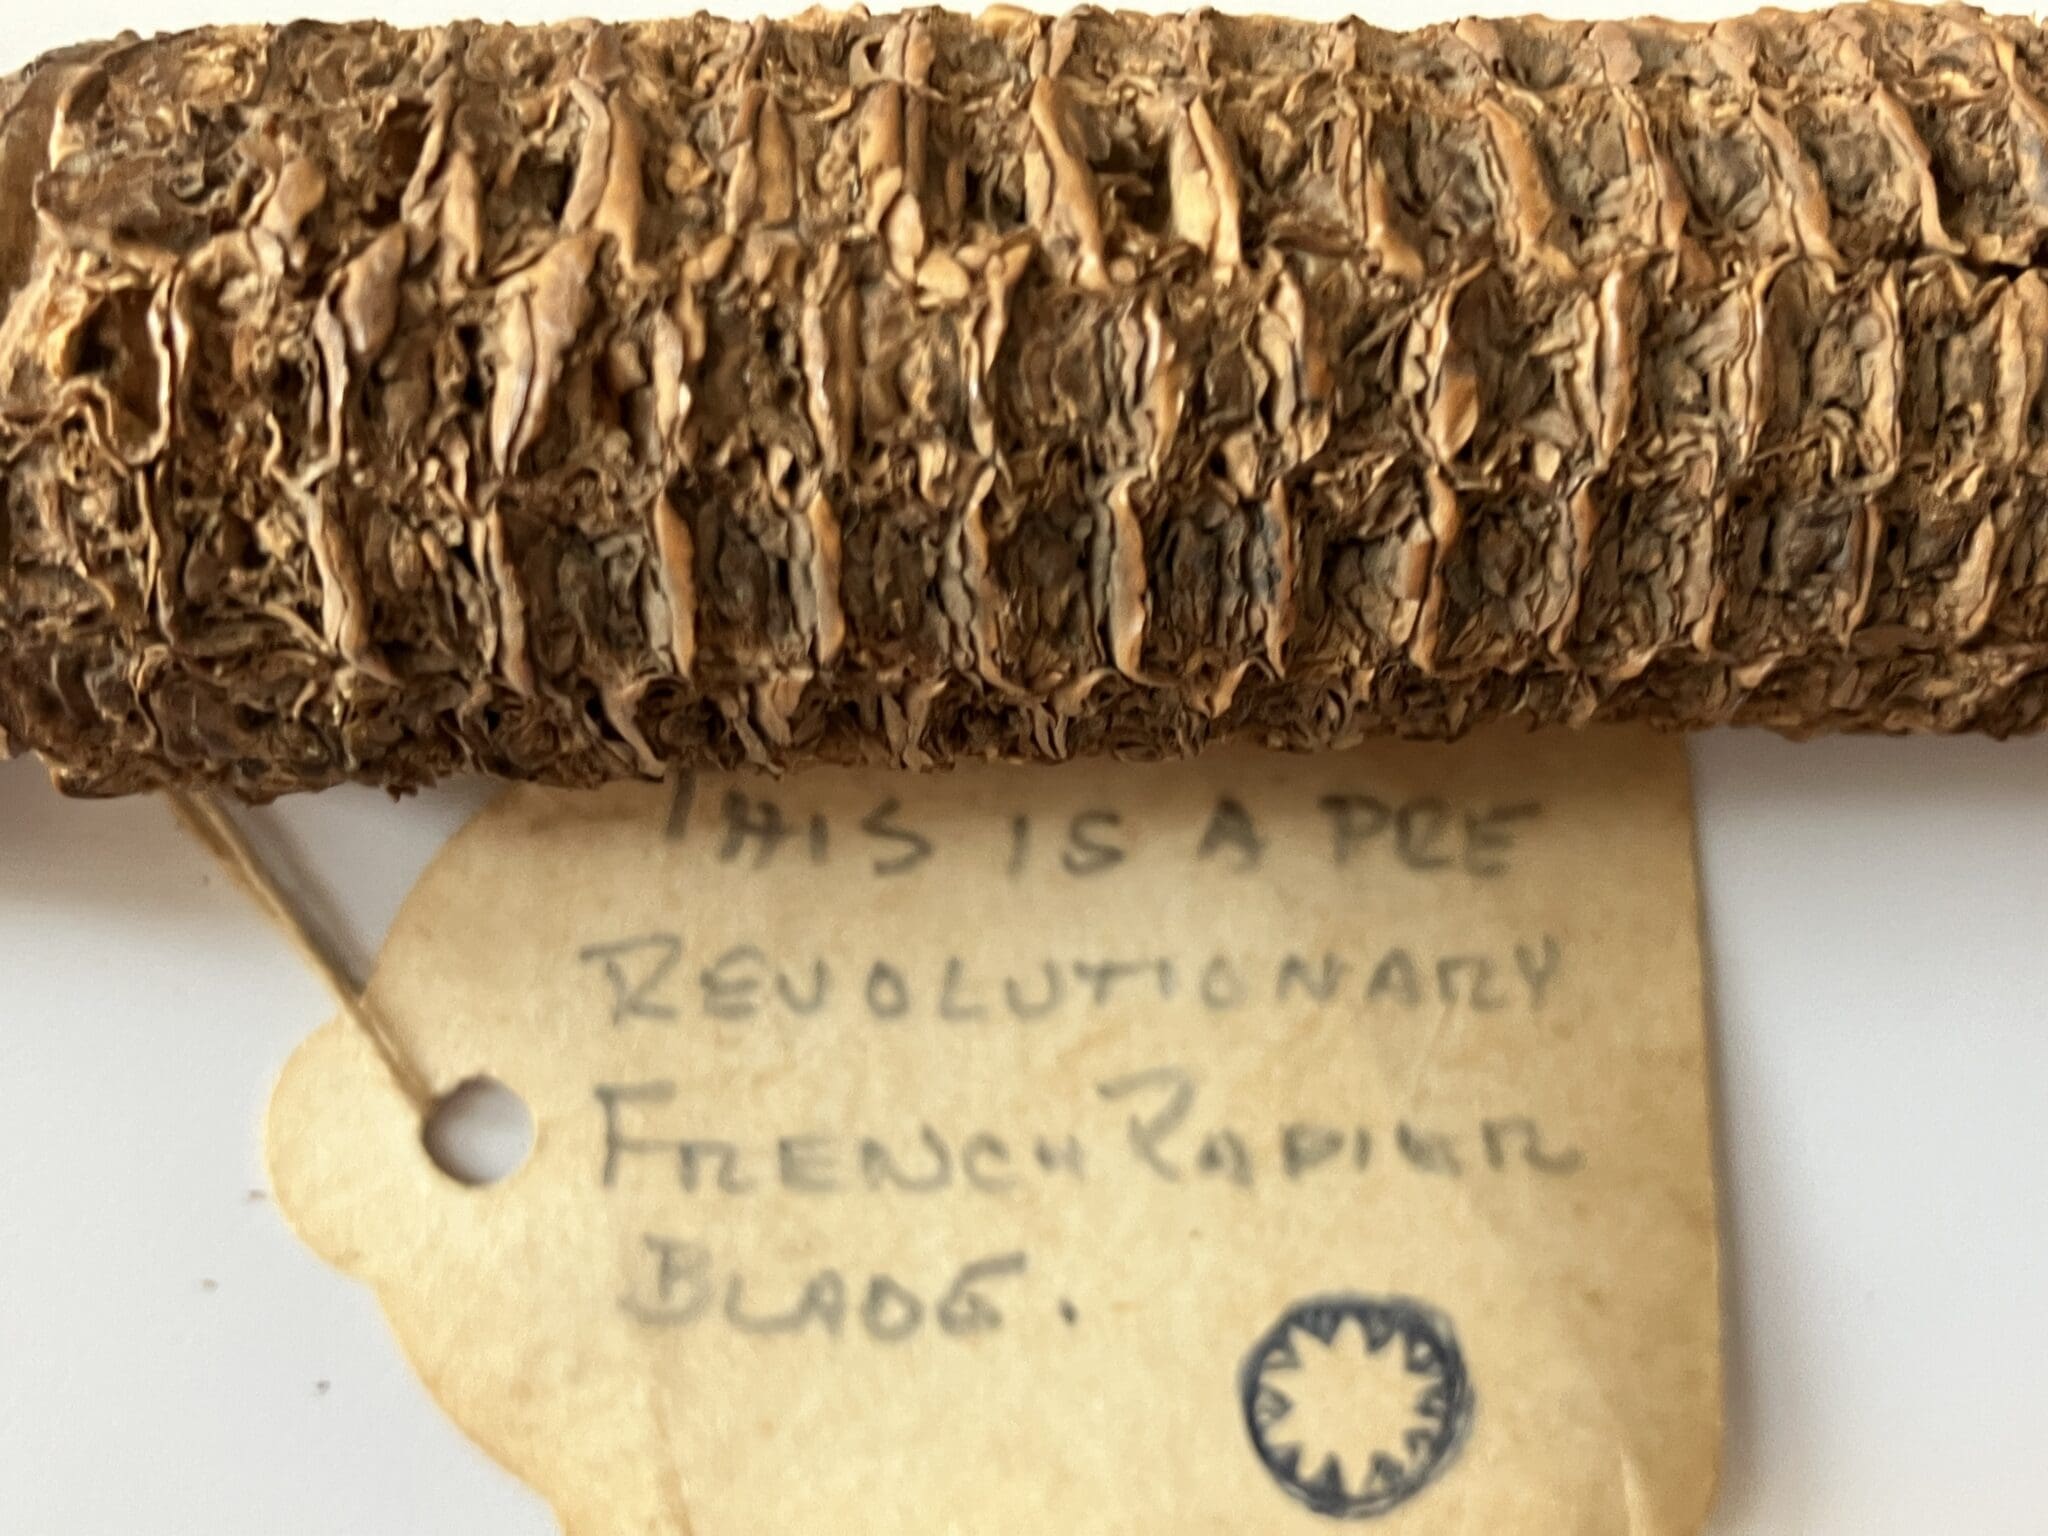 THIS IS A PRE
REVOLUTIONARY
FRENCH RAPIER
BLADE.